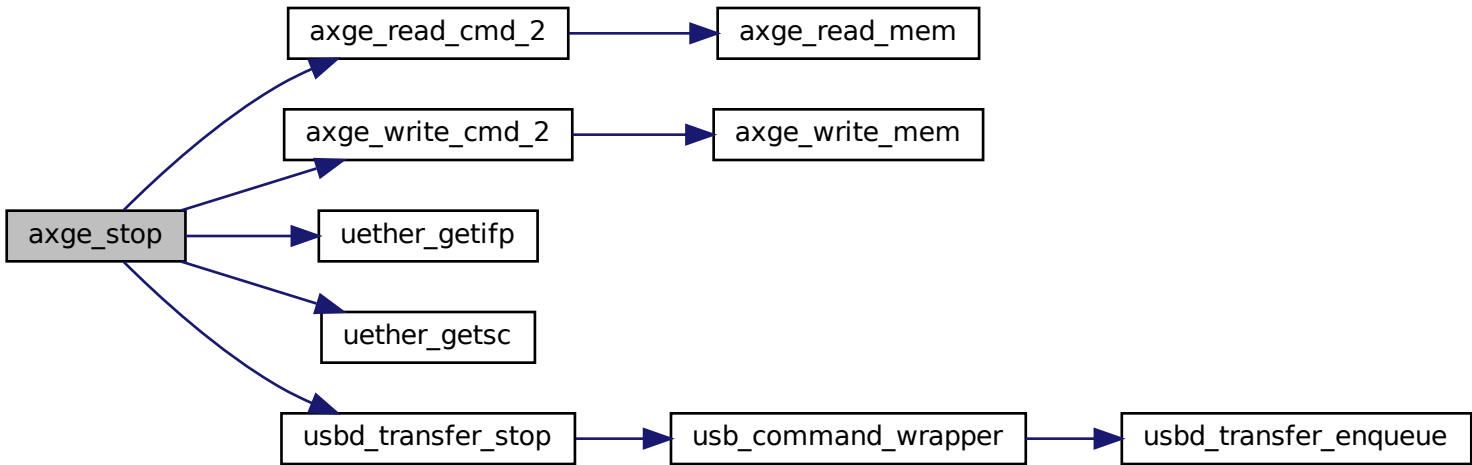 axge_read_cmd_2
axge_read_mem
axge_write_cmd_2
axge_write_mem
axge_stop
uether_getifp
uether_getsc
usbd_transfer_stop
usb_command_wrapper
usbd_transfer_enqueue